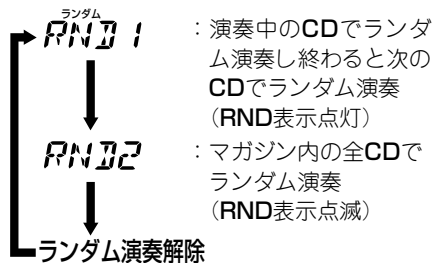 ランダム
RND1
:演奏中のCDでランダ
ム演奏し終わると次の
CDでランダム演奏
(RND表示点灯)
RND2
:マガジン内の全CDで
ランダム演奏
(RND表示点滅)
ランダム演奏解除